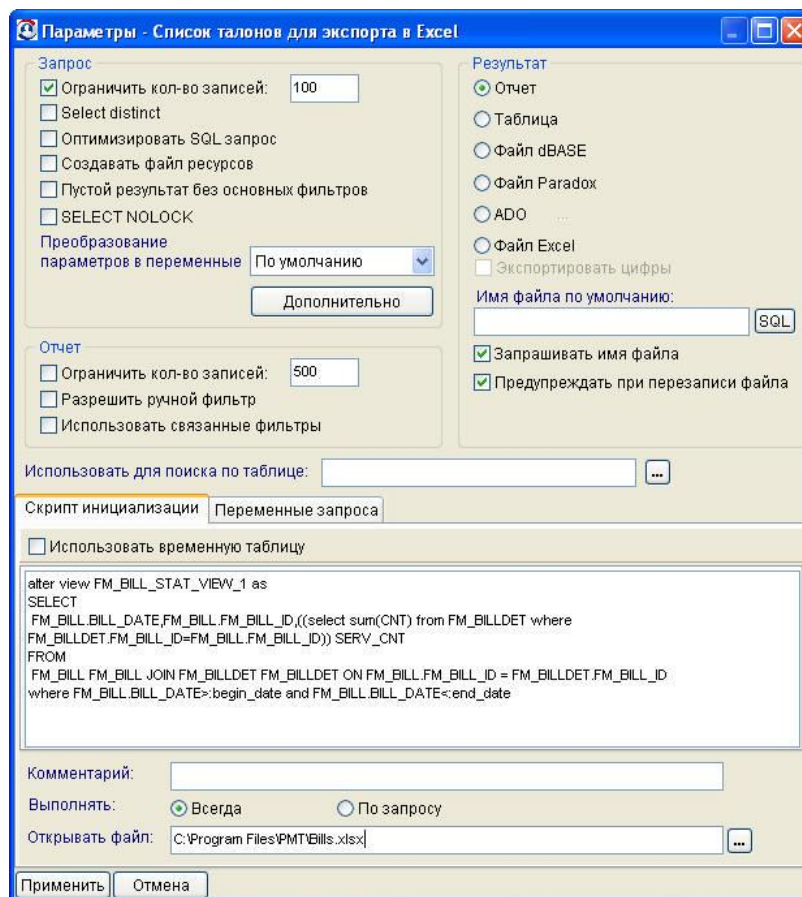 Параметры - Список талонов для экспорта в Excel
Запрос
Ограничить кол-во записей: 100
Select distinct
Оптимизировать SQL запрос
Создавать файл ресурсов
Пустой результат без основных фильтров
SELECT NOLOCK
Преобразование
параметров в переменные По умолчанию
Дополнительно
Результат
Отчет
Таблица
Файл dBASE
Файл Paradox
ADO ...
Файл Excel
Экспортировать цифры
Имя файла по умолчанию:
SQL
Запрашивать имя файла
Предупреждать при перезаписи файла
Отчет
Ограничить кол-во записей: 500
Разрешить ручной фильтр
Использовать связанные фильтры
Использовать для поиска по таблице: ...
Скрипт инициализации Переменные запроса
Использовать временную таблицу
alter view FM_BILL_STAT_VIEW_1 as
SELECT
FM_BILL.BILL_DATE,FM_BILL.FM_BILL_ID,((select sum(CNT) from FM_BILLDET where
FM_BILLDET.FM_BILL_ID=FM_BILL.FM_BILL_ID)) SERV_CNT
FROM
FM_BILL FM_BILL JOIN FM_BILLDET FM_BILLDET ON FM_BILL.FM_BILL_ID = FM_BILLDET.FM_BILL_ID
where FM_BILL.BILL_DATE>:begin_date and FM_BILL.BILL_DATE<:end_date
Комментарий:
Выполнять: Всегда По запросу
Открывать файл: C:\Program Files\PMT\Bills.xlsx ...
Применить Отмена